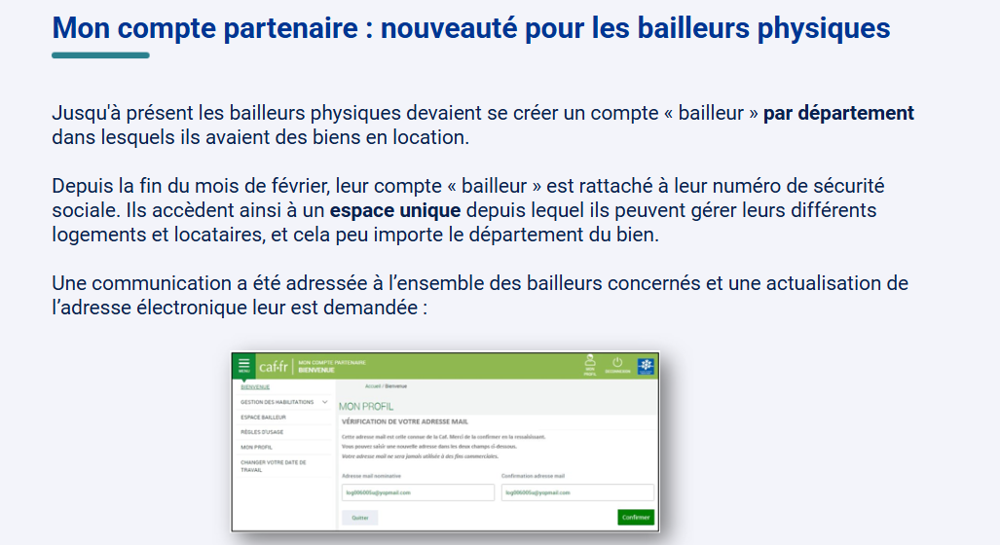 Mon compte partenaire : nouveauté pour les bailleurs physiques
Jusqu'à présent les bailleurs physiques devaient se créer un compte « bailleur » par département
dans lesquels ils avaient des biens en location.
Depuis la fin du mois de février, leur compte « bailleur » est rattaché à leur numéro de sécurité
sociale. Ils accèdent ainsi à un espace unique depuis lequel ils peuvent gérer leurs différents
logements et locataires, et cela peu importe le département du bien.
Une communication a été adressée à l’ensemble des bailleurs concernés et une actualisation de
l’adresse électronique leur est demandée :
MENU
caf.fr
MON COMPTE PARTENAIRE
BIENVENUE
MON
PROFIL
DECONNEXION
BIENVENUE
GESTION DES HABILITATIONS
ESPACE BAILLEUR
RÈGLES D'USAGE
MON PROFIL
CHANGER VOTRE DATE DE
TRAVAIL
Accueil / Bienvenue
MON PROFIL
VÉRIFICATION DE VOTRE ADRESSE MAIL
Cette adresse mail est celle connue de la Caf. Merci de la confirmer en la ressaisissant.
Vous pouvez saisir une nouvelle adresse dans les deux champs ci-dessous.
Votre adresse mail ne sera jamais utilisée à des fins commerciales.
Adresse mail nominative
Confirmation adresse mail
log006005u@yopmail.com
log006005u@yopmail.com
Quitter
Confirmer